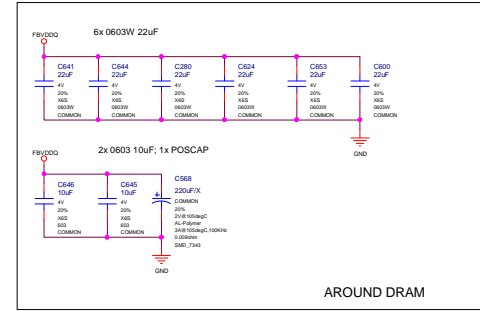 6x 0603W 22uF
FBVDDQ
C641
22uF
4V
20%
X6S
0603W
COMMON
C644
22uF
4V
20%
X6S
0603W
COMMON
C280
22uF
4V
20%
X6S
0603W
COMMON
C624
22uF
4V
20%
X6S
0603W
COMMON
C653
22uF
4V
20%
X6S
0603W
COMMON
C600
22uF
4V
20%
X6S
0603W
COMMON
GND
2x 0603 10uF; 1x POSCAP
FBVDDQ
C646
10uF
4V
20%
X6S
603
COMMON
C645
10uF
4V
20%
X6S
603
COMMON
C568
220uF/X
COMMON
20%
2V@105degC
AL-Polymer
3A@105degC,100KHz
0.009ohm
SMD_7343
GND
AROUND DRAM